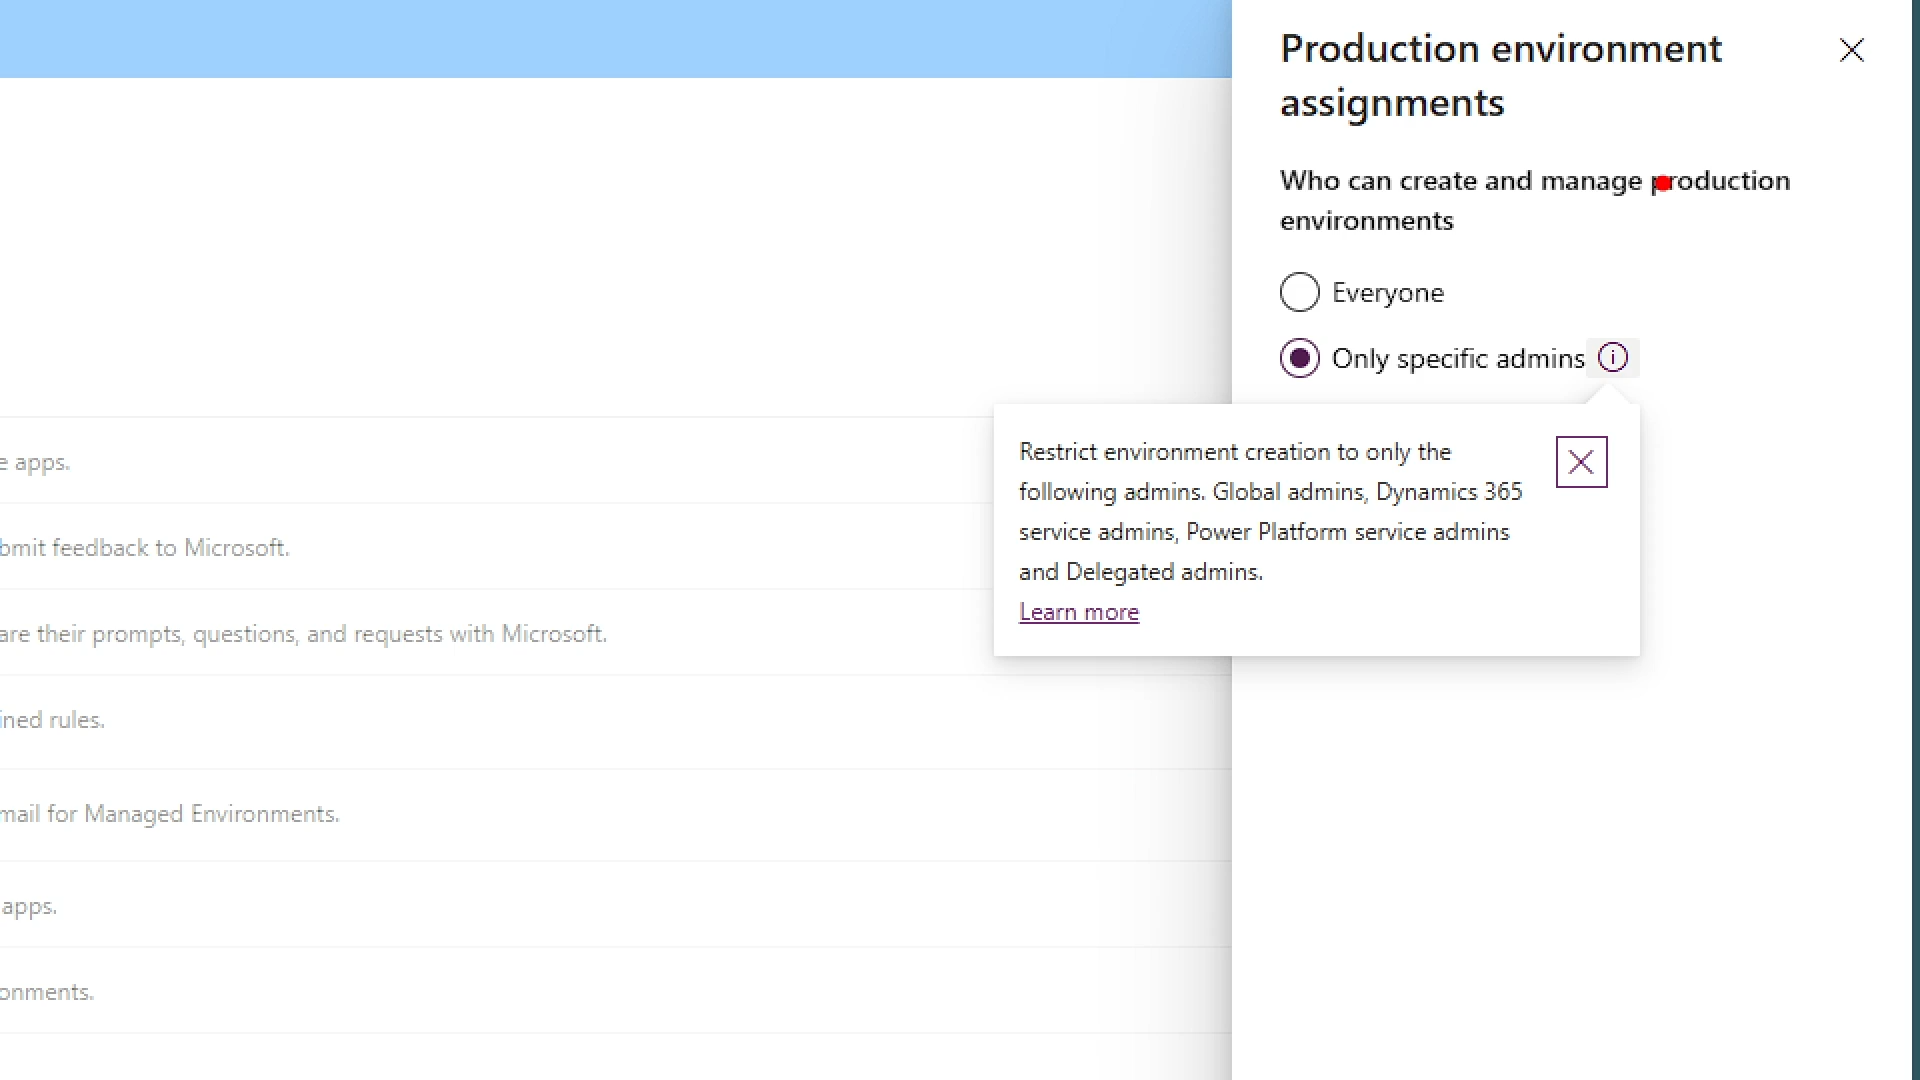 Production environment
assignments
Who can create and manage production
environments
Everyone
Only specific admins
Restrict environment creation to only the
following admins. Global admins, Dynamics 365
service admins, Power Platform service admins
and Delegated admins.
Learn more
e apps.
bmit feedback to Microsoft.
are their prompts, questions, and requests with Microsoft.
ined rules.
mail for Managed Environments.
apps.
onments.